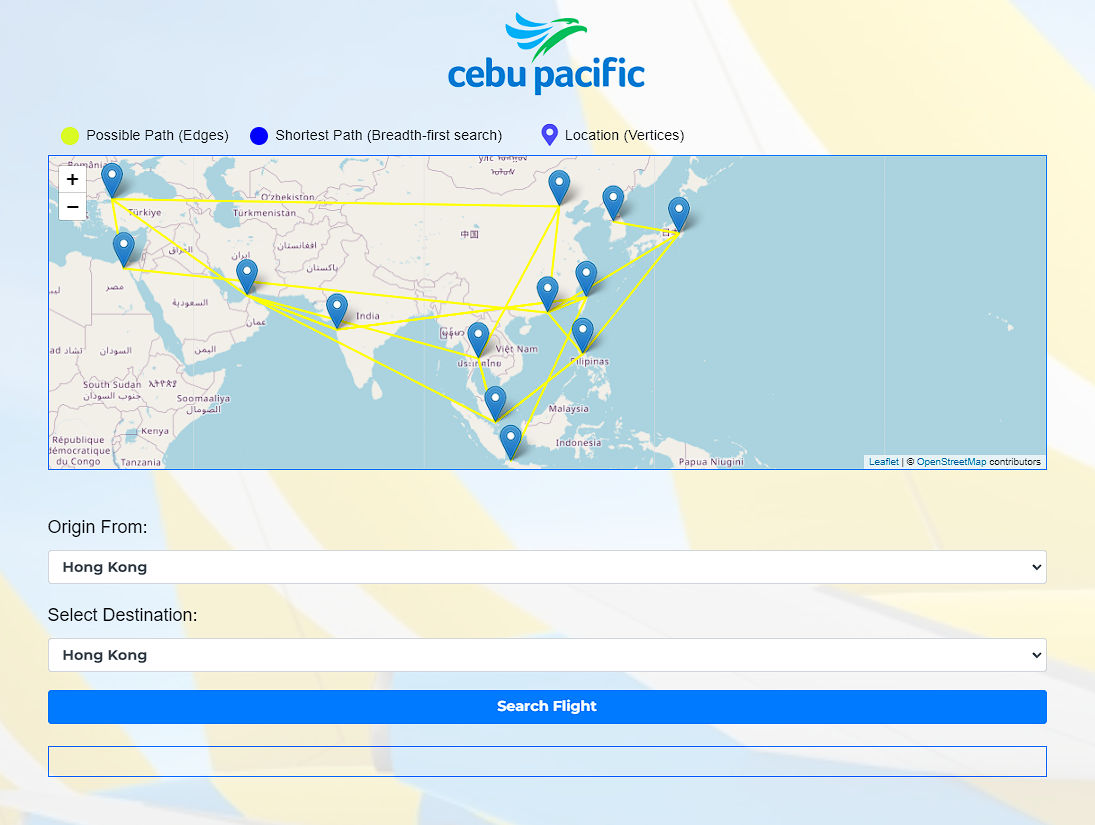 cebu pacific
Possible Path (Edges)
Shortest Path (Breadth-first search)
Location (Vertices)
+
−
România
Türkiye
O'zbekiston
Türkmenistan
افغانستان
ایران
العراق
پاکستان
مصر
السعودية
عمان
اليمن
السودان
South Sudan
جنوب السودان
Soomaaliya
الصومال
Kenya
République
démocratique
du Congo
Tanzania
India
中国
Việt Nam
ประเทศไทย
Pilipinas
Malaysia
Indonesia
Papua Niugini
Leaflet | © OpenStreetMap contributors
Origin From:
Hong Kong
Select Destination:
Hong Kong
Search Flight